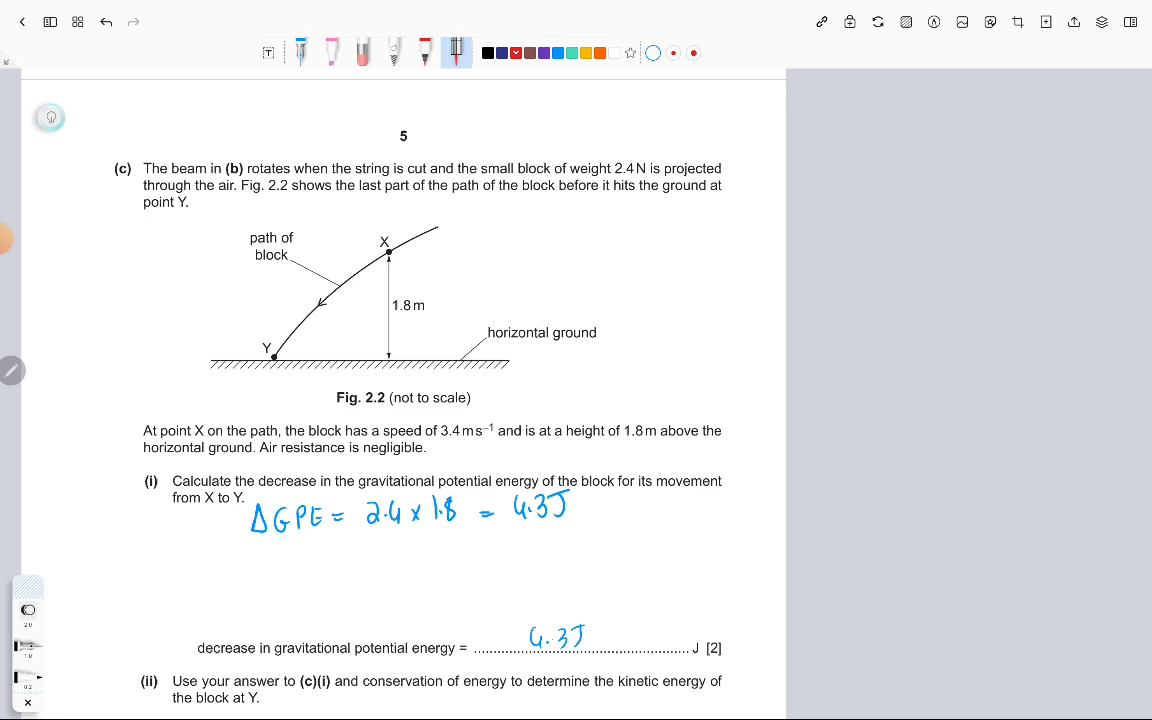 5
(c) The beam in (b) rotates when the string is cut and the small block of weight 2.4 N is projected
through the air. Fig. 2.2 shows the last part of the path of the block before it hits the ground at
point Y.
path of
block
X
1.8 m
Y
horizontal ground
Fig. 2.2 (not to scale)
At point X on the path, the block has a speed of 3.4 m s⁻¹ and is at a height of 1.8 m above the
horizontal ground. Air resistance is negligible.
(i) Calculate the decrease in the gravitational potential energy of the block for its movement
from X to Y.
ΔGPE = 2.4 × 1.8 = 4.3J
4.3J
decrease in gravitational potential energy = ...................................................... J [2]
(ii) Use your answer to (c)(i) and conservation of energy to determine the kinetic energy of
the block at Y.
T
2.0
1.0
0.2